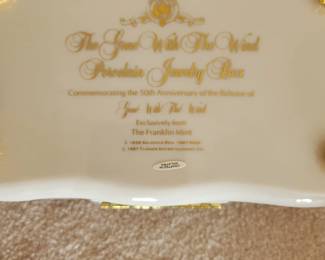 The Gone With The Wind
Porcelain Jewelry Box
Commemorating the 50th Anniversary of the Release of
Gone With The Wind
Exclusively from
The Franklin Mint